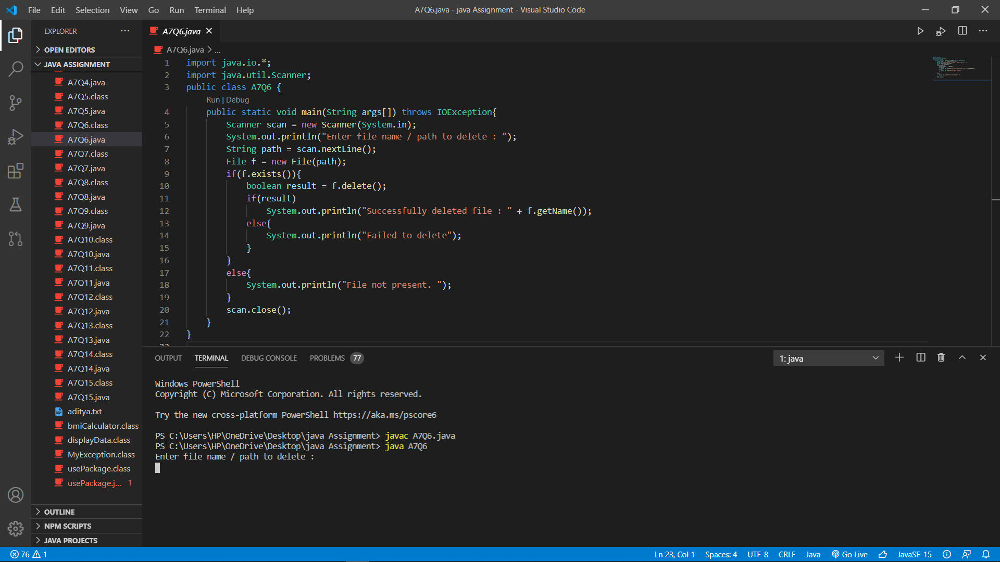 File Edit Selection View Go Run Terminal Help
A7Q6.java - java Assignment - Visual Studio Code
EXPLORER
OPEN EDITORS
JAVA ASSIGNMENT
A7Q4.java
A7Q5.class
A7Q5.java
A7Q6.class
A7Q6.java
A7Q7.class
A7Q7.java
A7Q8.class
A7Q8.java
A7Q9.class
A7Q9.java
A7Q10.class
A7Q10.java
A7Q11.class
A7Q11.java
A7Q12.class
A7Q12.java
A7Q13.class
A7Q13.java
A7Q14.class
A7Q14.java
A7Q15.class
A7Q15.java
aditya.txt
bmiCalculator.class
displayData.class
MyException.class
usePackage.class
usePackage.j... 1
OUTLINE
NPM SCRIPTS
JAVA PROJECTS
A7Q6.java
A7Q6.java > ...
1 import java.io.*;
2 import java.util.Scanner;
3 public class A7Q6 {
Run | Debug
4 public static void main(String args[]) throws IOException{
5 Scanner scan = new Scanner(System.in);
6 System.out.println("Enter file name / path to delete : ");
7 String path = scan.nextLine();
8 File f = new File(path);
9 if(f.exists()){
10 boolean result = f.delete();
11 if(result)
12 System.out.println("Successfully deleted file : " + f.getName());
13 else{
14 System.out.println("Failed to delete");
15 }
16 }
17 else{
18 System.out.println("File not present. ");
19 }
20 scan.close();
21 }
22 }
23
OUTPUT TERMINAL DEBUG CONSOLE PROBLEMS 77
1: java
Windows PowerShell
Copyright (C) Microsoft Corporation. All rights reserved.
Try the new cross-platform PowerShell https://aka.ms/pscore6
PS C:\Users\HP\OneDrive\Desktop\java Assignment> javac A7Q6.java
PS C:\Users\HP\OneDrive\Desktop\java Assignment> java A7Q6
Enter file name / path to delete :
76 1
Ln 23, Col 1 Spaces: 4 UTF-8 CRLF Java Go Live JavaSE-15